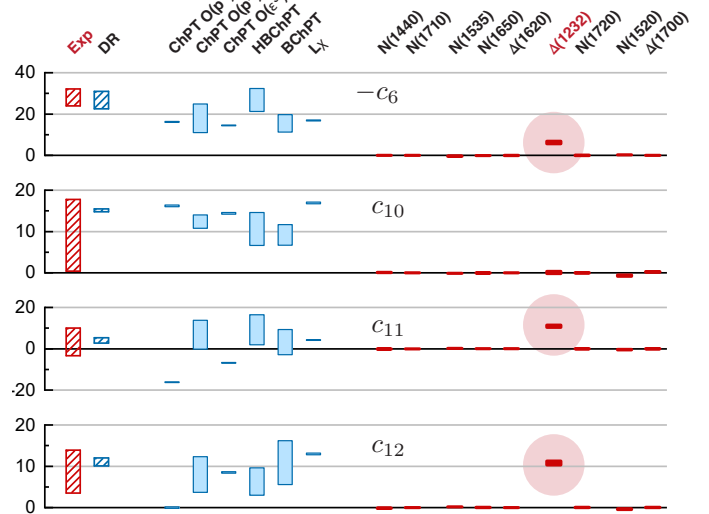 Exp
DR
ChPT O(p
ChPT O(p
ChPT O(ε
HBChPT
BChPT
Lχ
N(1440)
N(1710)
N(1535)
N(1650)
Δ(1620)
Δ(1232)
N(1720)
N(1520)
Δ(1700)
40
20
0
−c₆
20
10
0
c₁₀
20
0
-20
c₁₁
20
10
0
c₁₂